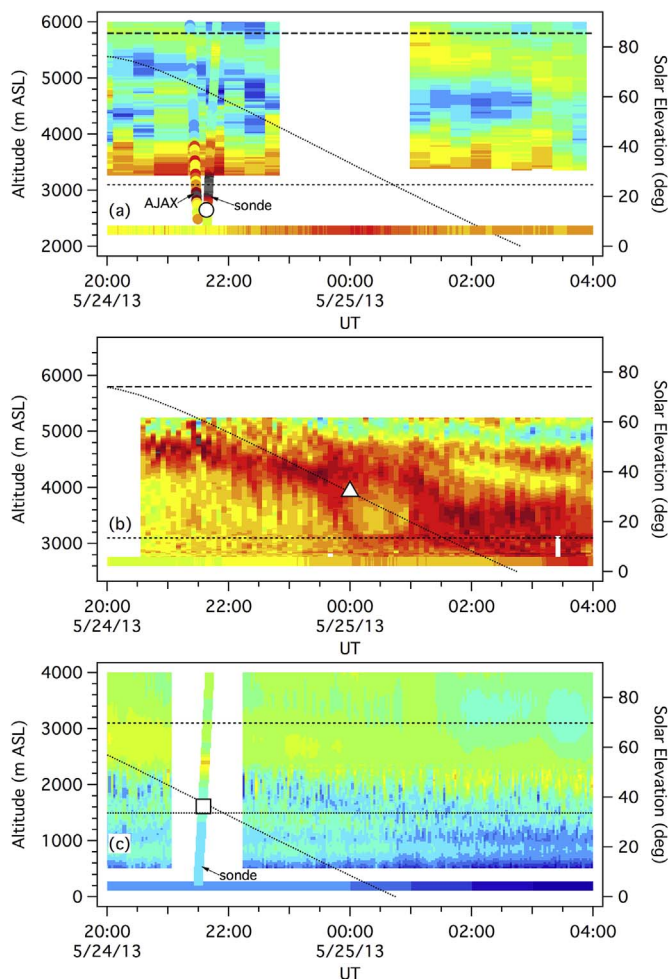 6000
5000
4000
3000
2000
Altitude (m ASL)
80
60
40
20
0
Solar Elevation (deg)
(a)
AJAX
sonde
20:00 22:00 00:00 02:00 04:00
5/24/13 5/25/13
UT
6000
5000
4000
3000
Altitude (m ASL)
80
60
40
20
0
Solar Elevation (deg)
(b)
20:00 22:00 00:00 02:00 04:00
5/24/13 5/25/13
UT
4000
3000
2000
1000
0
Altitude (m ASL)
80
60
40
20
0
Solar Elevation (deg)
(c)
sonde
20:00 22:00 00:00 02:00 04:00
5/24/13 5/25/13
UT